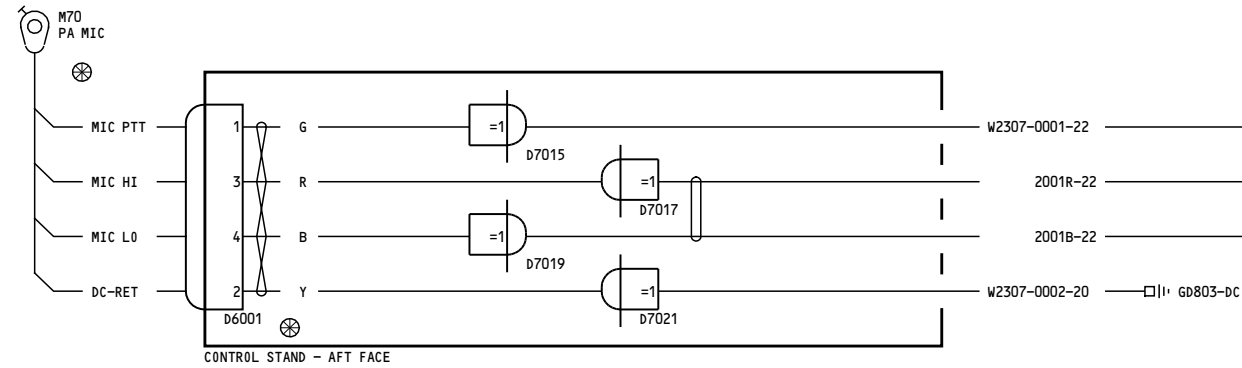 M70
PA MIC
MIC PTT 1 G =1 D7015 W2307-0001-22
MIC HI 3 R =1 D7017 2001R-22
MIC LO 4 B =1 D7019 2001B-22
DC-RET 2 Y =1 D7021 W2307-0002-20 GD803-DC
D6001
CONTROL STAND - AFT FACE